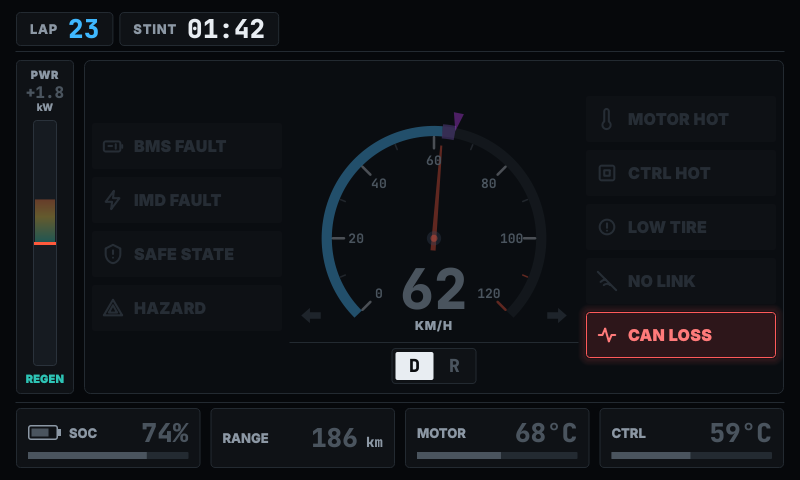 LAP 23 STINT 01:42
PWR
+1.8
kW
REGEN
BMS FAULT
IMD FAULT
SAFE STATE
HAZARD
0
20
40
60
80
100
120
62
KM/H
D R
MOTOR HOT
CTRL HOT
LOW TIRE
NO LINK
CAN LOSS
SOC 74%
RANGE 186 km
MOTOR 68°C
CTRL 59°C